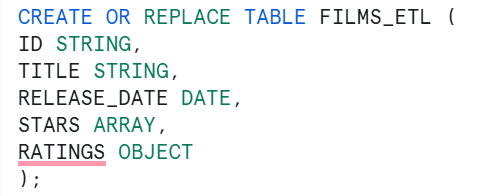 CREATE OR REPLACE TABLE FILMS_ETL (
ID STRING,
TITLE STRING,
RELEASE_DATE DATE,
STARS ARRAY,
RATINGS OBJECT
);